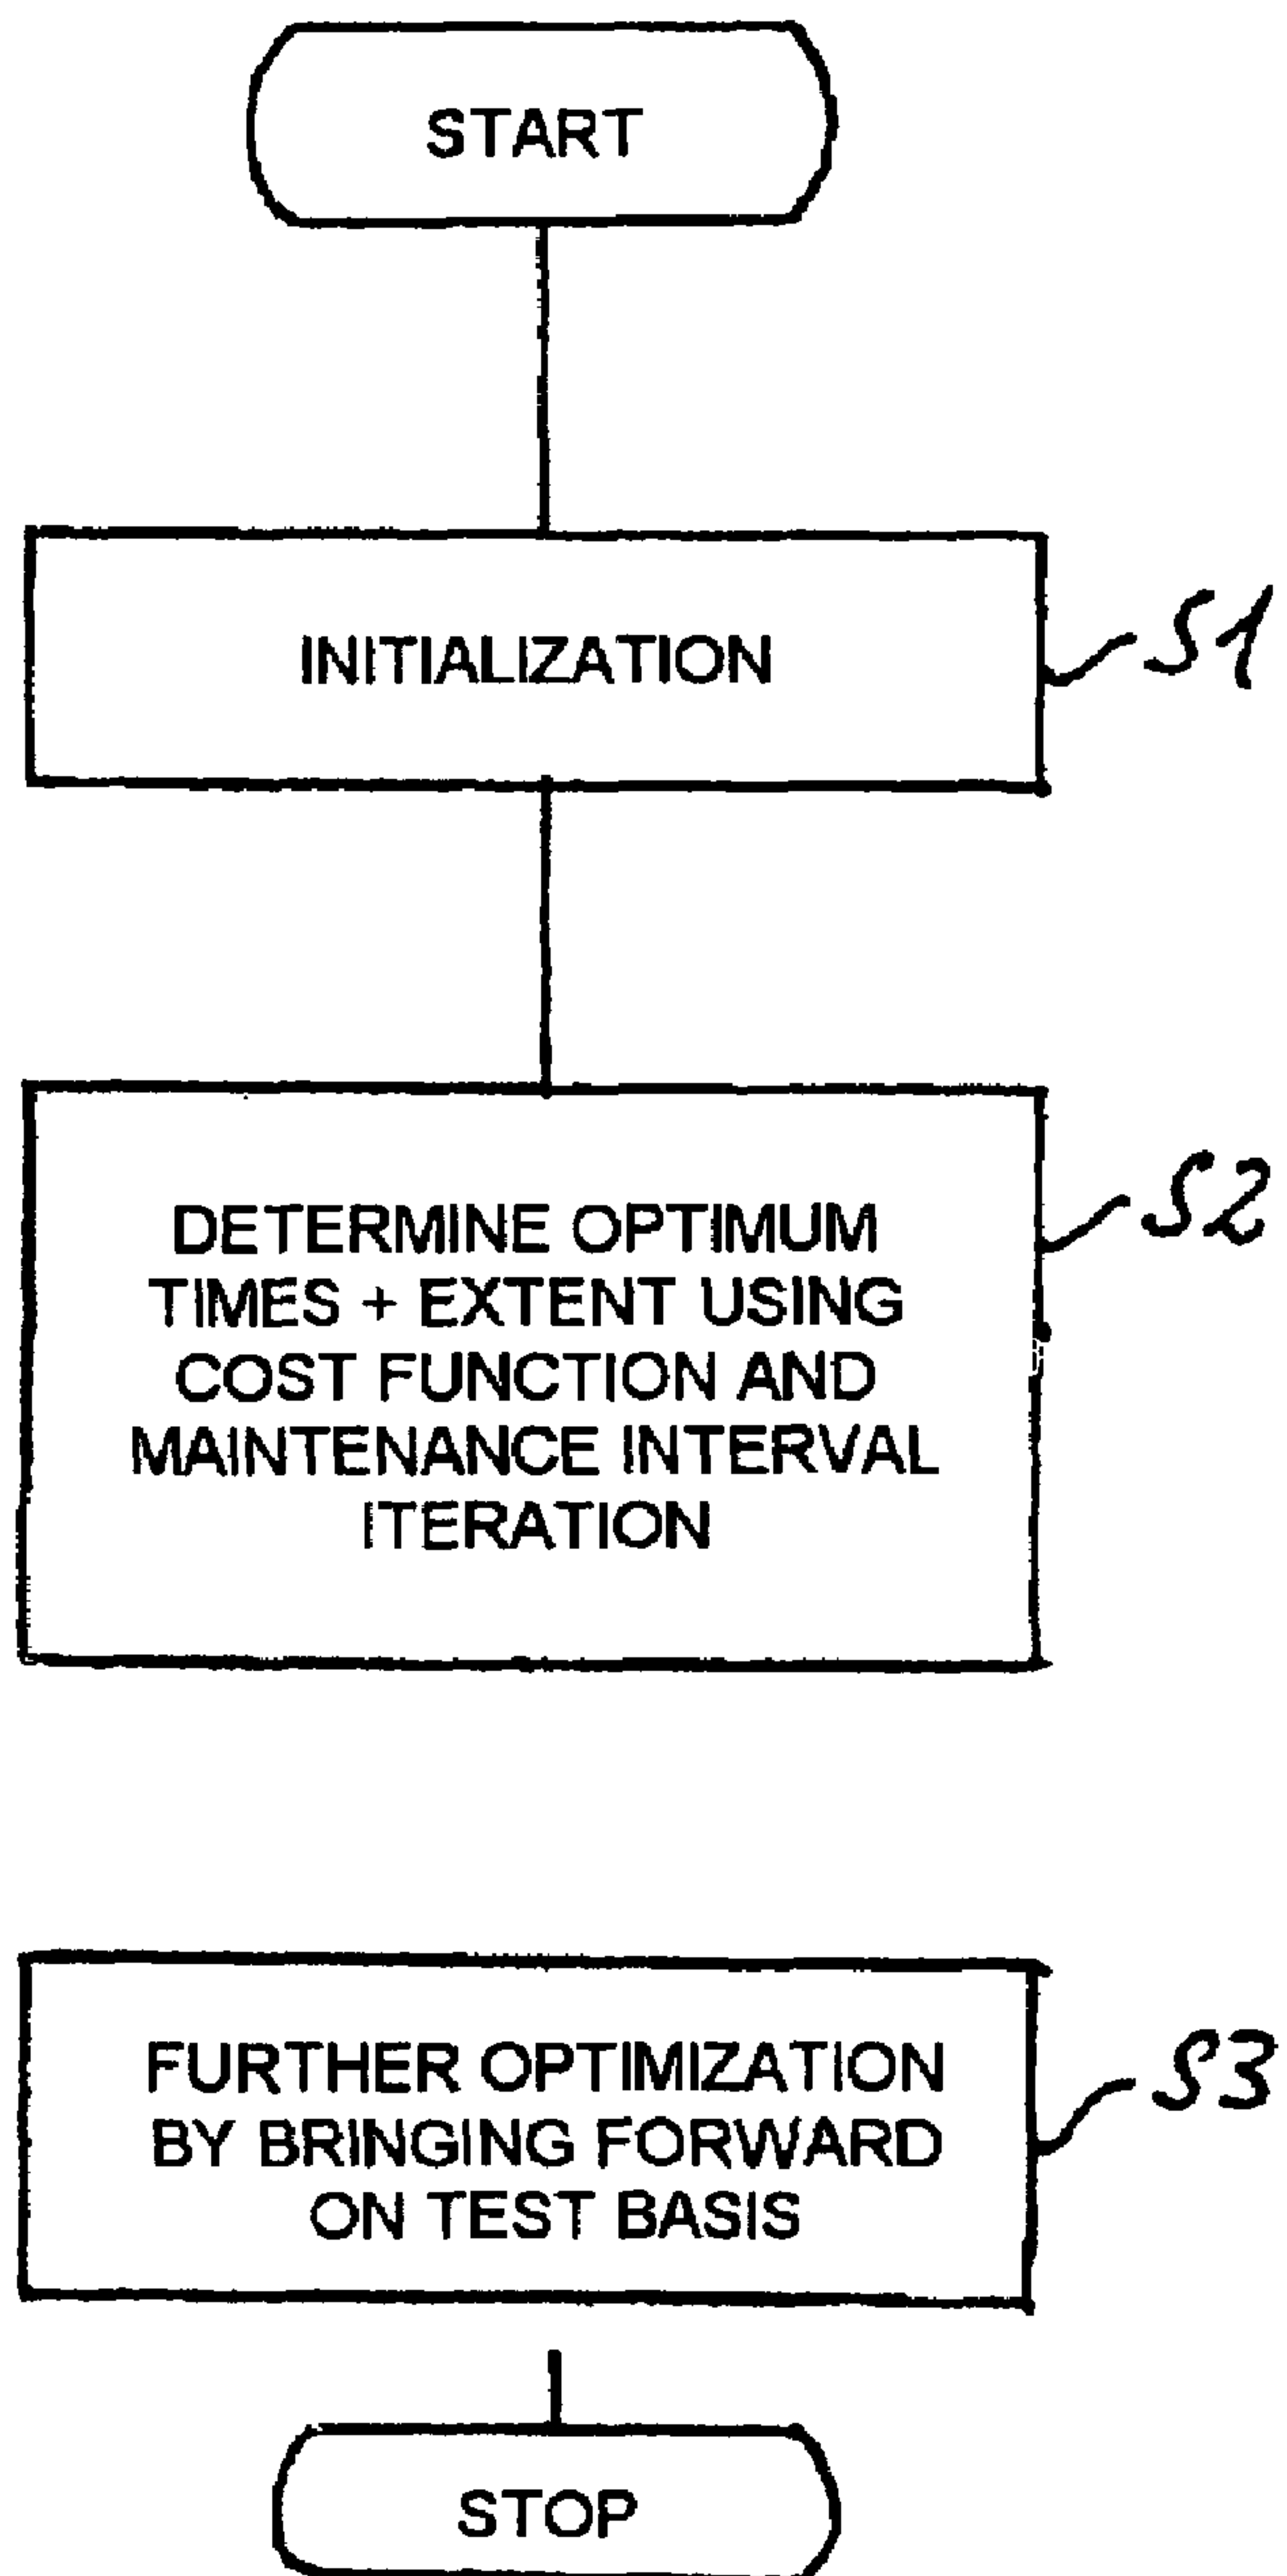 START
INITIALIZATION
S1
DETERMINE OPTIMUM
TIMES + EXTENT USING
COST FUNCTION AND
MAINTENANCE INTERVAL
ITERATION
S2
FURTHER OPTIMIZATION
BY BRINGING FORWARD
ON TEST BASIS
S3
STOP